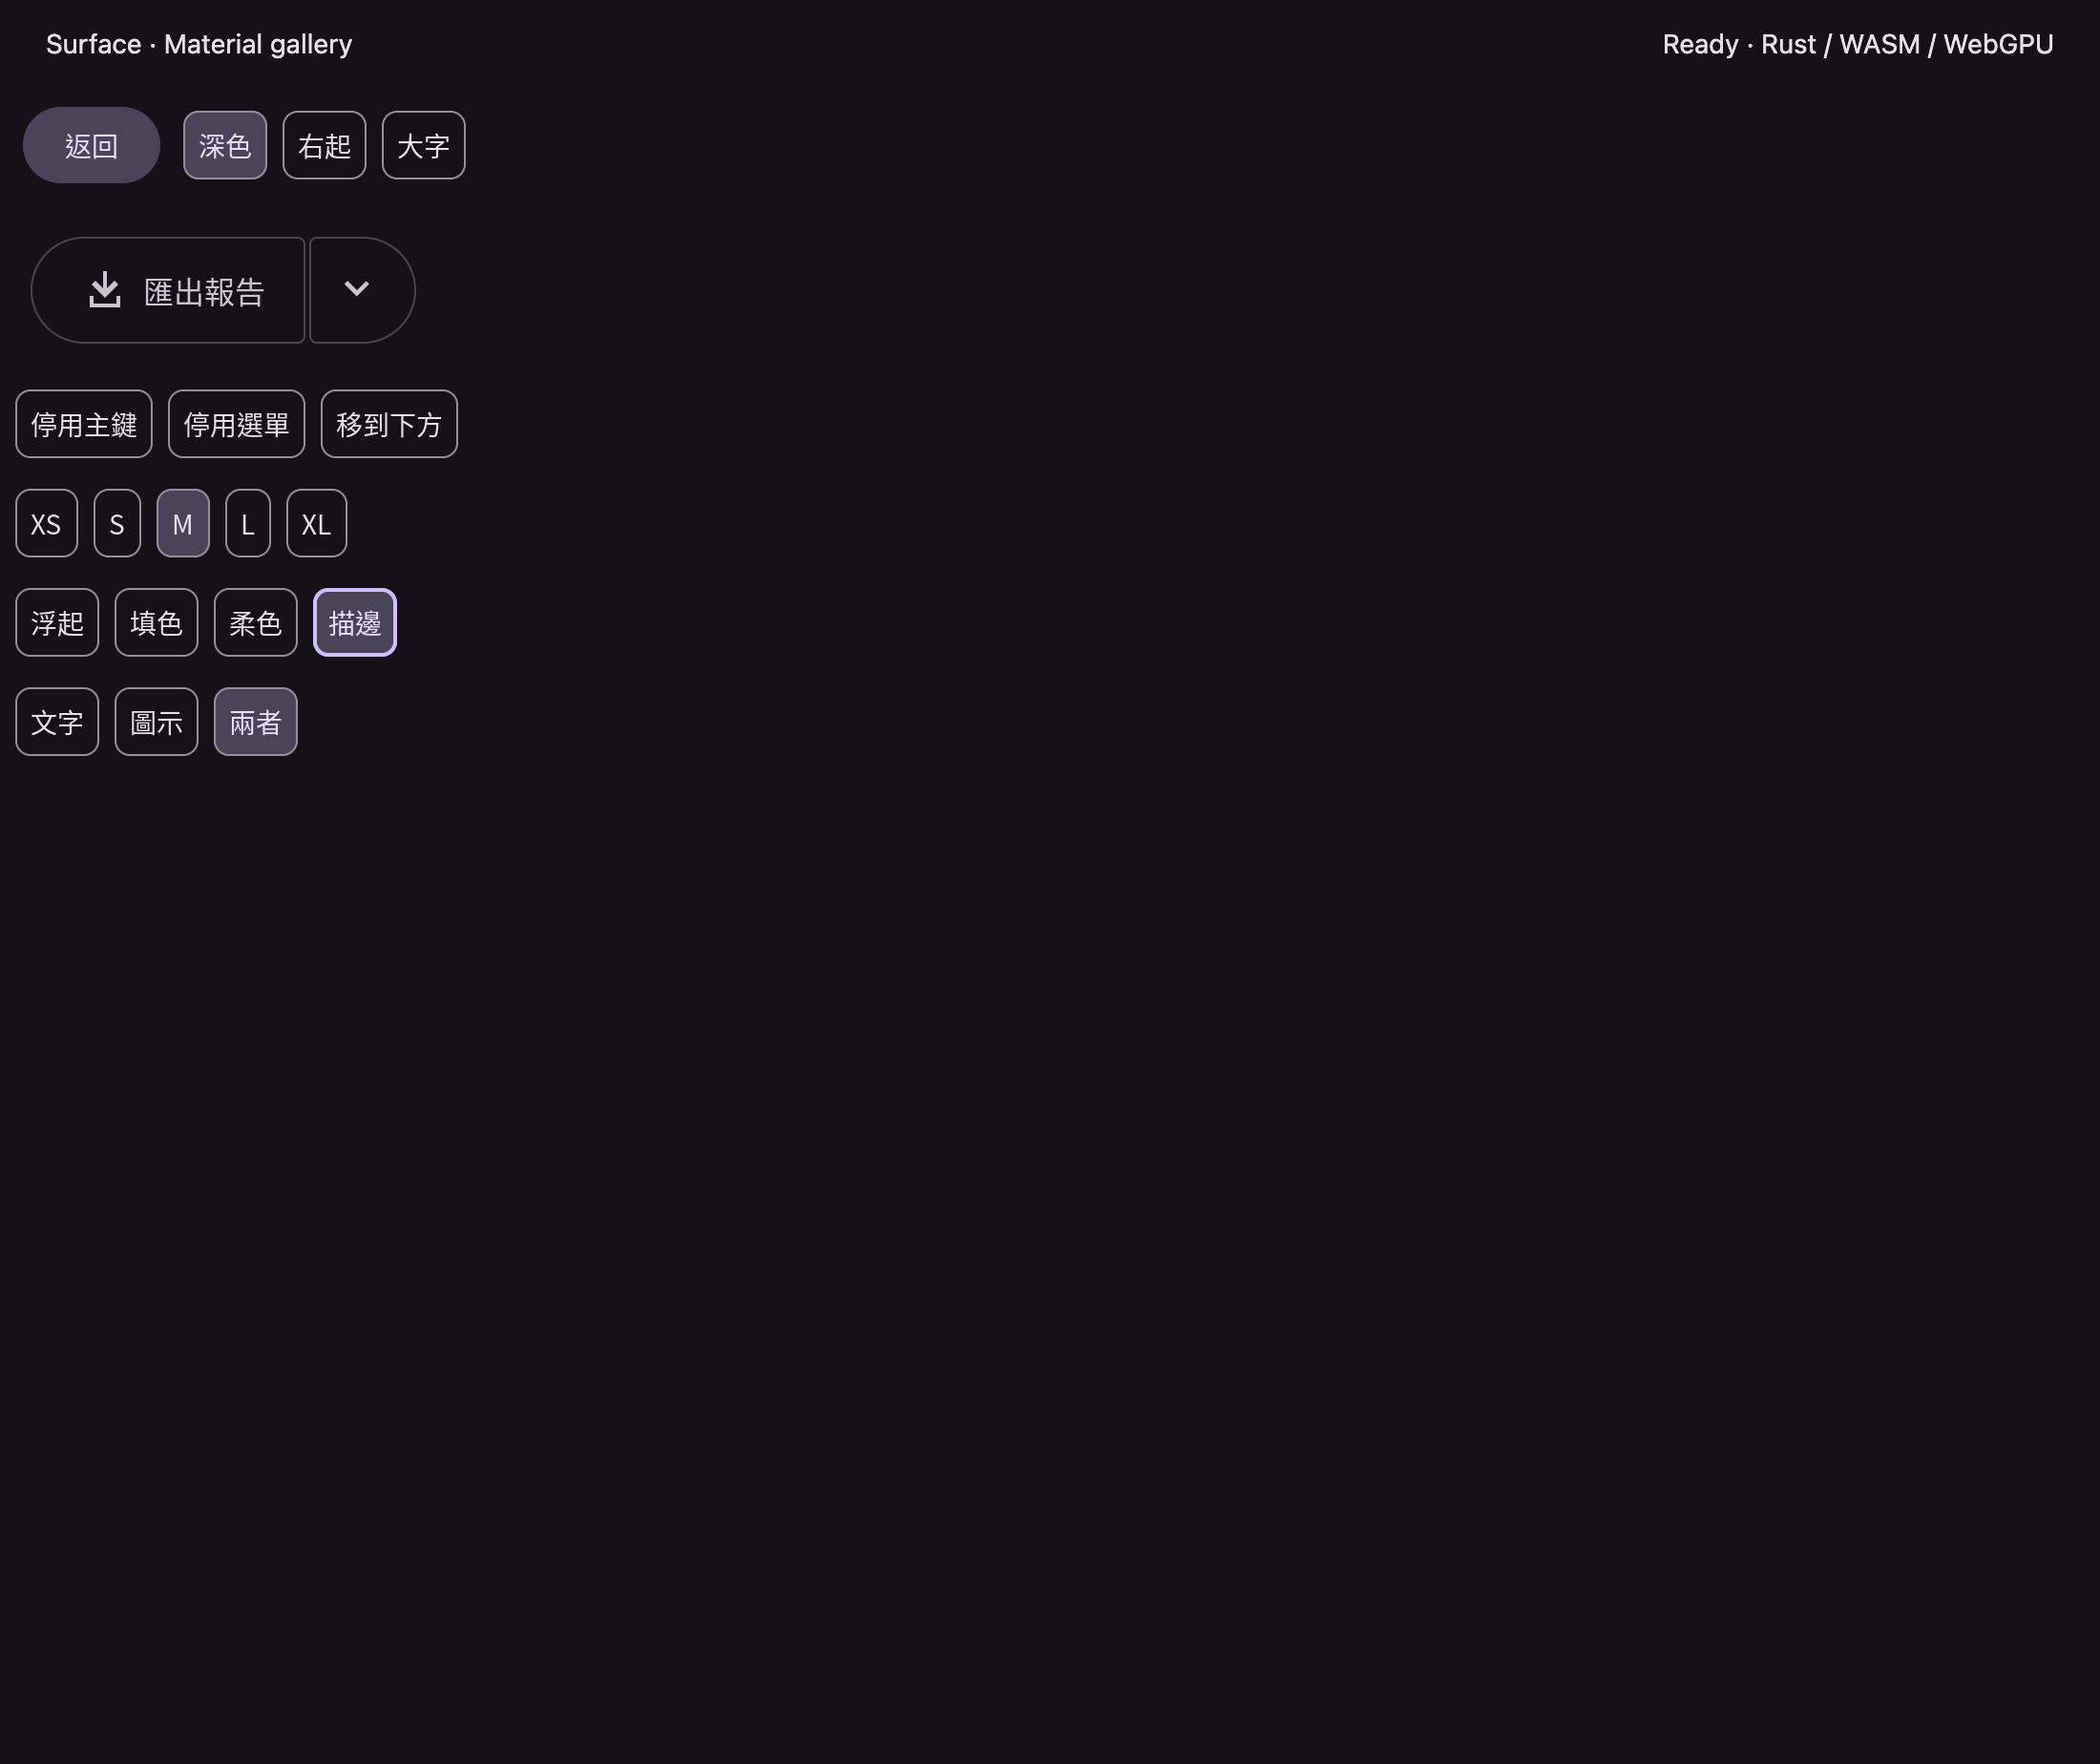 Surface · Material gallery
Ready · Rust / WASM / WebGPU
返回 深色 右起 大字
匯出報告
停用主鍵 停用選單 移到下方
XS S M L XL
浮起 填色 柔色 描邊
文字 圖示 兩者